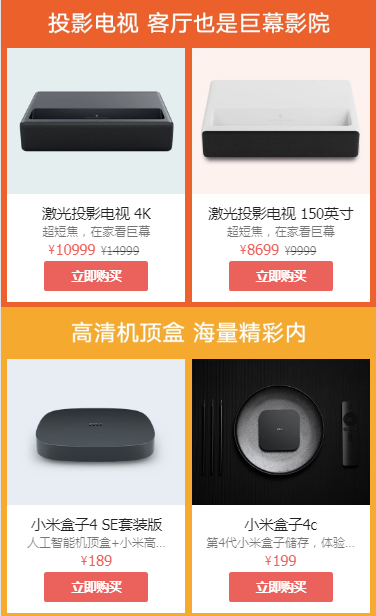 投影电视 客厅也是巨幕影院
激光投影电视 4K
超短焦，在家看巨幕
¥10999 ¥14999
立即购买
激光投影电视 150英寸
超短焦，在家看巨幕
¥8699 ¥9999
立即购买
高清机顶盒 海量精彩内
小米盒子4 SE套装版
人工智能机顶盒+小米高...
¥189
立即购买
小米盒子4c
第4代小米盒子储存，体验...
¥199
立即购买